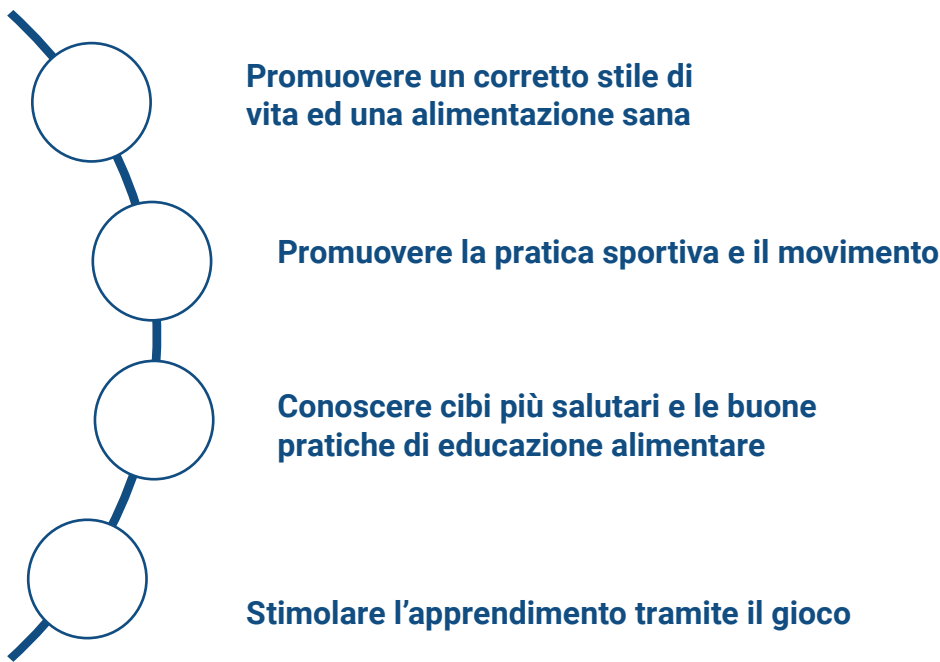 Promuovere un corretto stile di
vita ed una alimentazione sana
Promuovere la pratica sportiva e il movimento
Conoscere cibi più salutari e le buone
pratiche di educazione alimentare
Stimolare l’apprendimento tramite il gioco